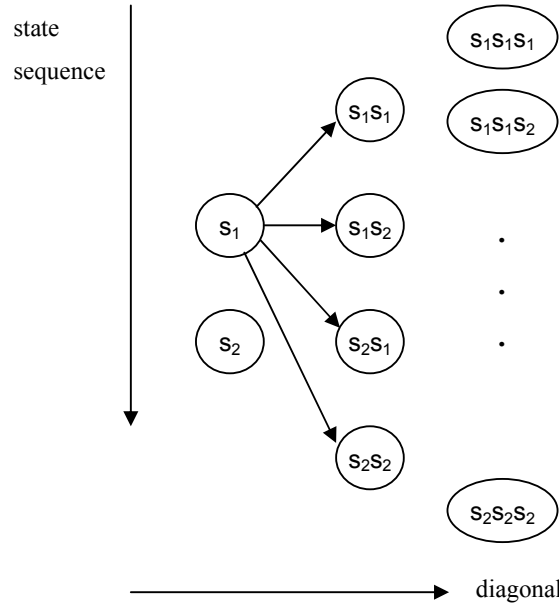 state
sequence
s₁s₁s₁
s₁s₁s₂
s₁s₁
s₁
s₁s₂
.
.
.
s₂
s₂s₁
s₂s₂
s₂s₂s₂
diagonal